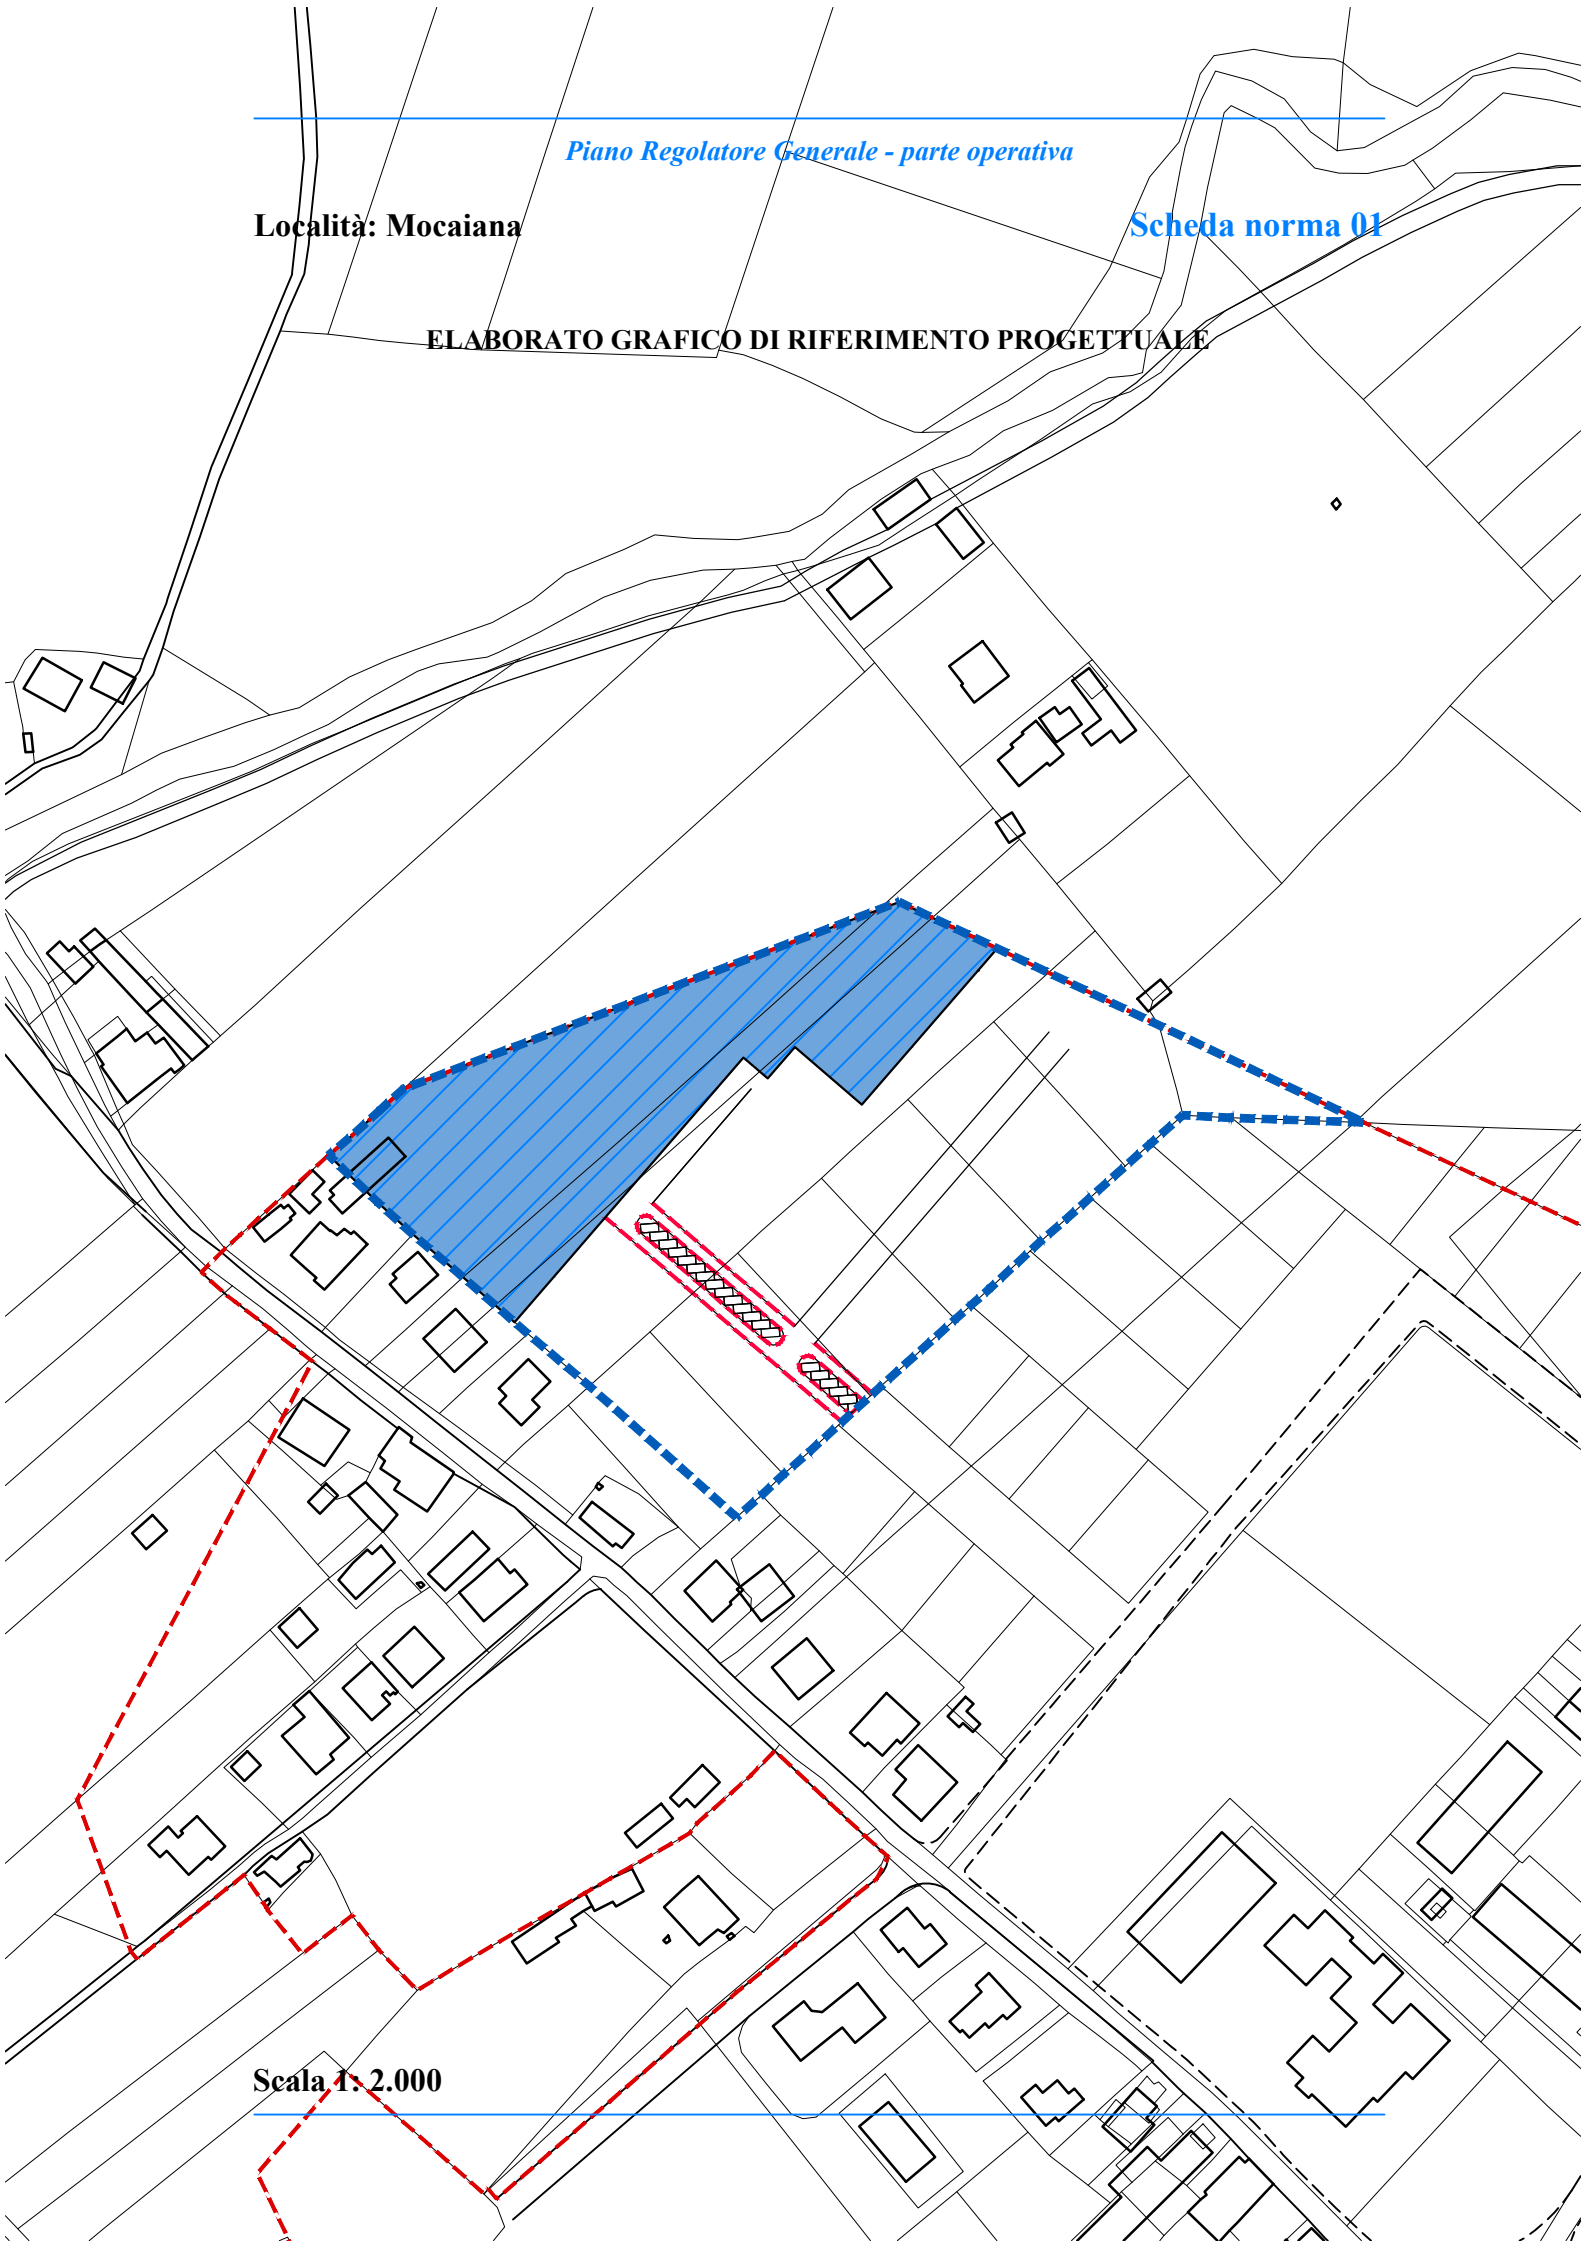 Piano Regolatore Generale - parte operativa
Località: Mocaiana
Scheda norma 01
ELABORATO GRAFICO DI RIFERIMENTO PROGETTUALE
Scala 1: 2.000